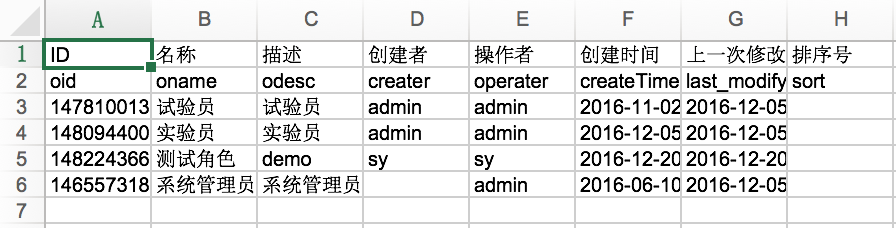 A B C D E F G H
1 ID 名称 描述 创建者 操作者 创建时间 上一次修改 排序号
2 oid oname odesc creater operater createTime last_modify sort
3 147810013 试验员 试验员 admin admin 2016-11-02 2016-12-05
4 148094400 实验员 实验员 admin admin 2016-12-05 2016-12-05
5 148224366 测试角色 demo sy sy 2016-12-20 2016-12-20
6 146557318 系统管理员 系统管理员 admin 2016-06-10 2016-12-05
7